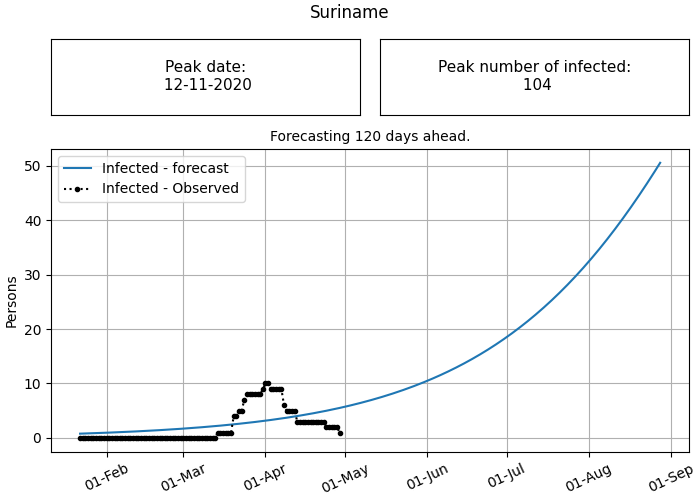 Suriname
Peak date:
12-11-2020
Peak number of infected:
104
Forecasting 120 days ahead.
Infected - forecast
Infected - Observed
Persons
50
40
30
20
10
0
01-Feb
01-Mar
01-Apr
01-May
01-Jun
01-Jul
01-Aug
01-Sep